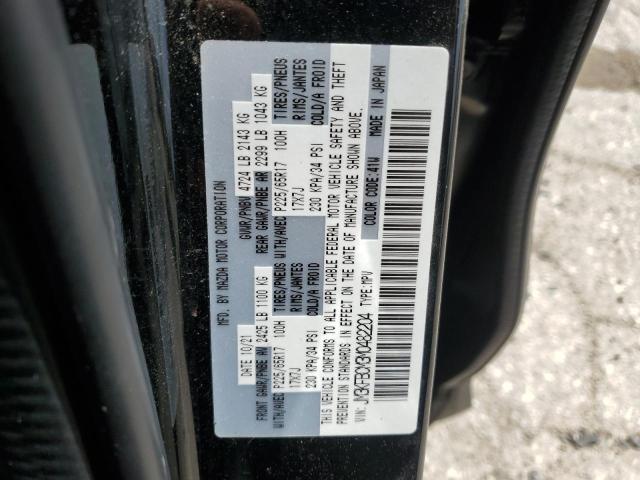 MFD. BY MAZDA MOTOR CORPORATION
DATE 10/21 GVWR/PNBV 4724 LB 2143 KG
FRONT GAWR/PNBE AV 2425 LB 1100 KG REAR GAWR/PNBE AR 2299 LB 1043 KG
WITH/AVEC P225/65R17 100H TIRES/PNEUS WITH/AVEC P225/65R17 100H TIRES/PNEUS
17X7J RIMS/JANTES 17X7J RIMS/JANTES
230 KPA/34 PSI COLD/A FROID 230 KPA/34 PSI COLD/A FROID
THIS VEHICLE CONFORMS TO ALL APPLICABLE FEDERAL MOTOR VEHICLE SAFETY AND THEFT
PREVENTION STANDARDS IN EFFECT ON THE DATE OF MANUFACTURE SHOWN ABOVE.
COLOR CODE:41W MADE IN JAPAN
VIN: JM3KFBCMXM0482204 TYPE:MPV